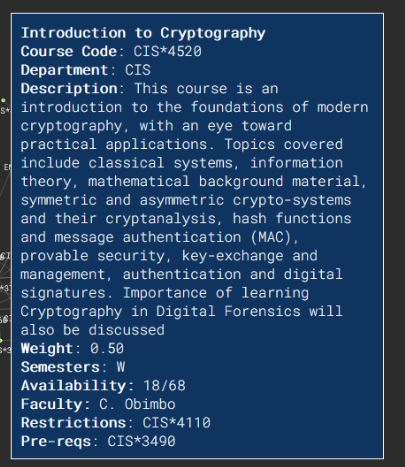 Introduction to Cryptography
Course Code: CIS*4520
Department: CIS
Description: This course is an
introduction to the foundations of modern
cryptography, with an eye toward
practical applications. Topics covered
include classical systems, information
theory, mathematical background material,
symmetric and asymmetric crypto-systems
and their cryptanalysis, hash functions
and message authentication (MAC),
provable security, key-exchange and
management, authentication and digital
signatures. Importance of learning
Cryptography in Digital Forensics will
also be discussed
Weight: 0.50
Semesters: W
Availability: 18/68
Faculty: C. Obimbo
Restrictions: CIS*4110
Pre-reqs: CIS*3490